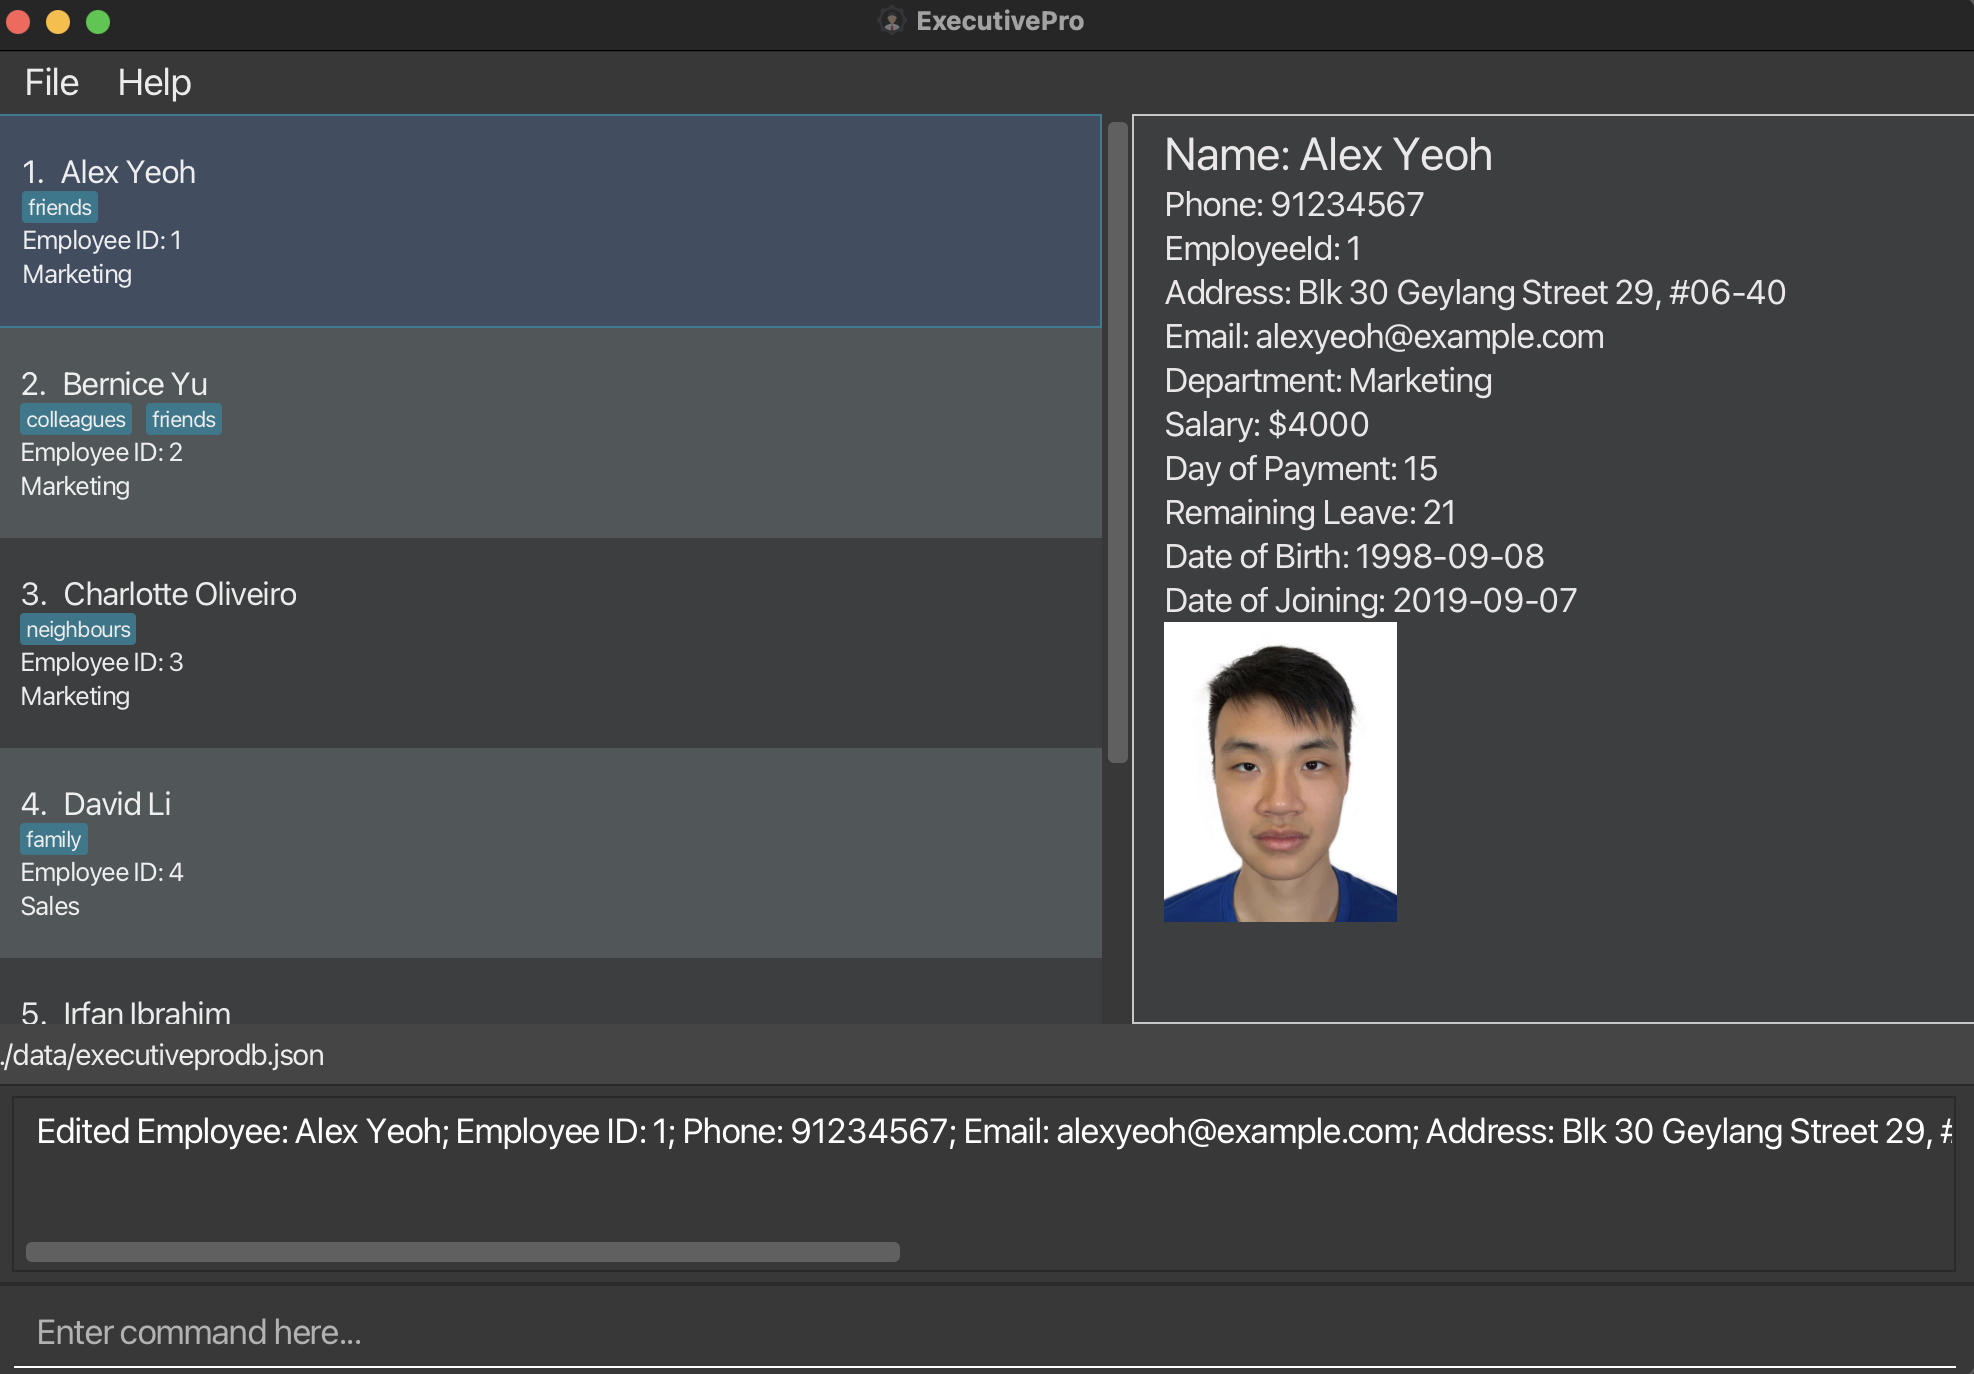 ExecutivePro
File Help
1. Alex Yeoh
friends
Employee ID: 1
Marketing
2. Bernice Yu
colleagues friends
Employee ID: 2
Marketing
3. Charlotte Oliveiro
neighbours
Employee ID: 3
Marketing
4. David Li
family
Employee ID: 4
Sales
5. Irfan Ibrahim
Name: Alex Yeoh
Phone: 91234567
EmployeeId: 1
Address: Blk 30 Geylang Street 29, #06-40
Email: alexyeoh@example.com
Department: Marketing
Salary: $4000
Day of Payment: 15
Remaining Leave: 21
Date of Birth: 1998-09-08
Date of Joining: 2019-09-07
./data/executiveprodb.json
Edited Employee: Alex Yeoh; Employee ID: 1; Phone: 91234567; Email: alexyeoh@example.com; Address: Blk 30 Geylang Street 29, #
Enter command here...